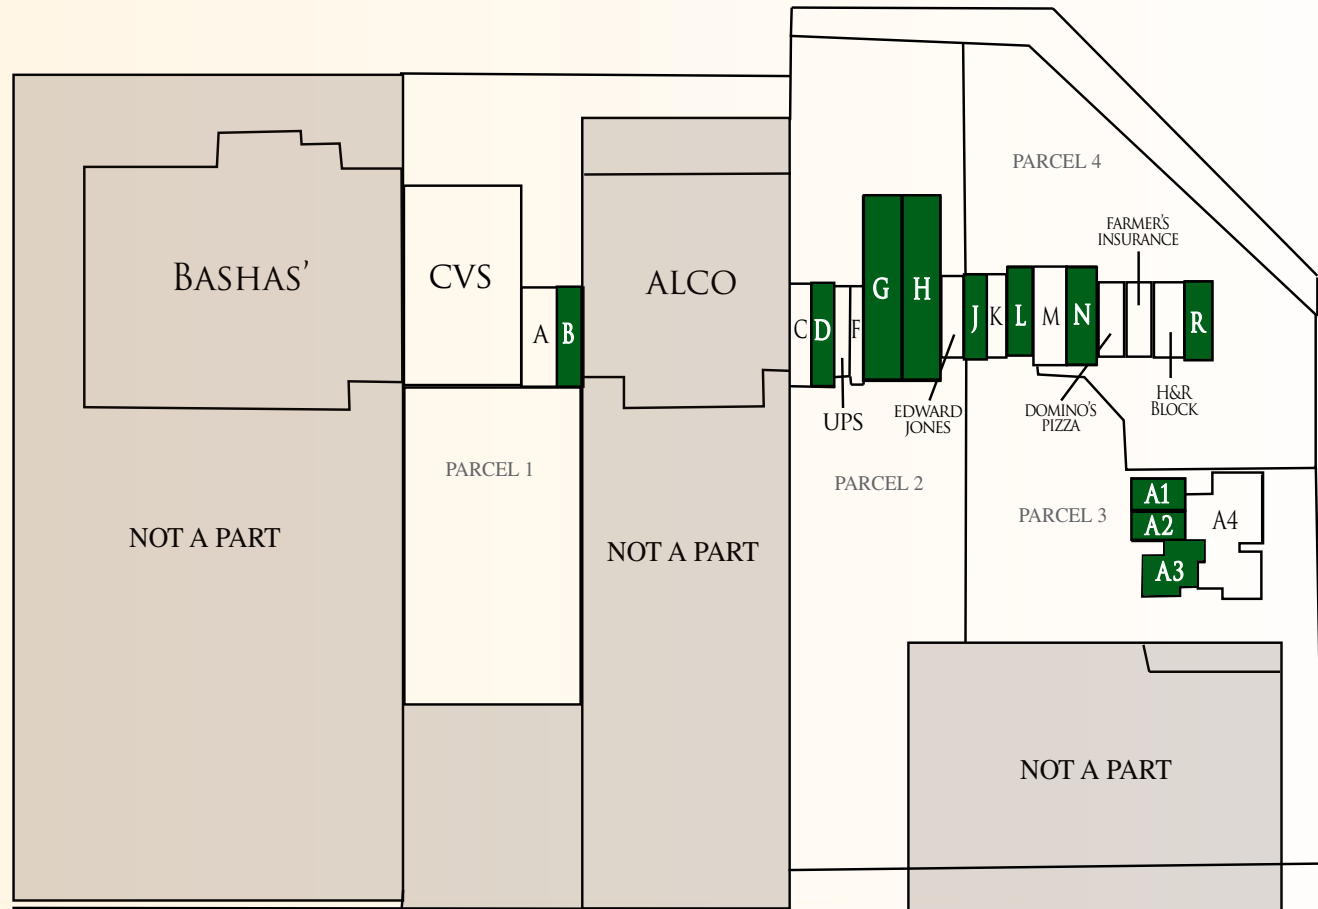 PARCEL 4
FARMER'S
INSURANCE
BASHAS'
CVS
ALCO
A
B
C
D
F
G
H
J
K
L
M
N
R
UPS
EDWARD
JONES
DOMINO'S
PIZZA
H&R
BLOCK
PARCEL 1
PARCEL 2
PARCEL 3
A1
A2
A3
A4
NOT A PART
NOT A PART
NOT A PART